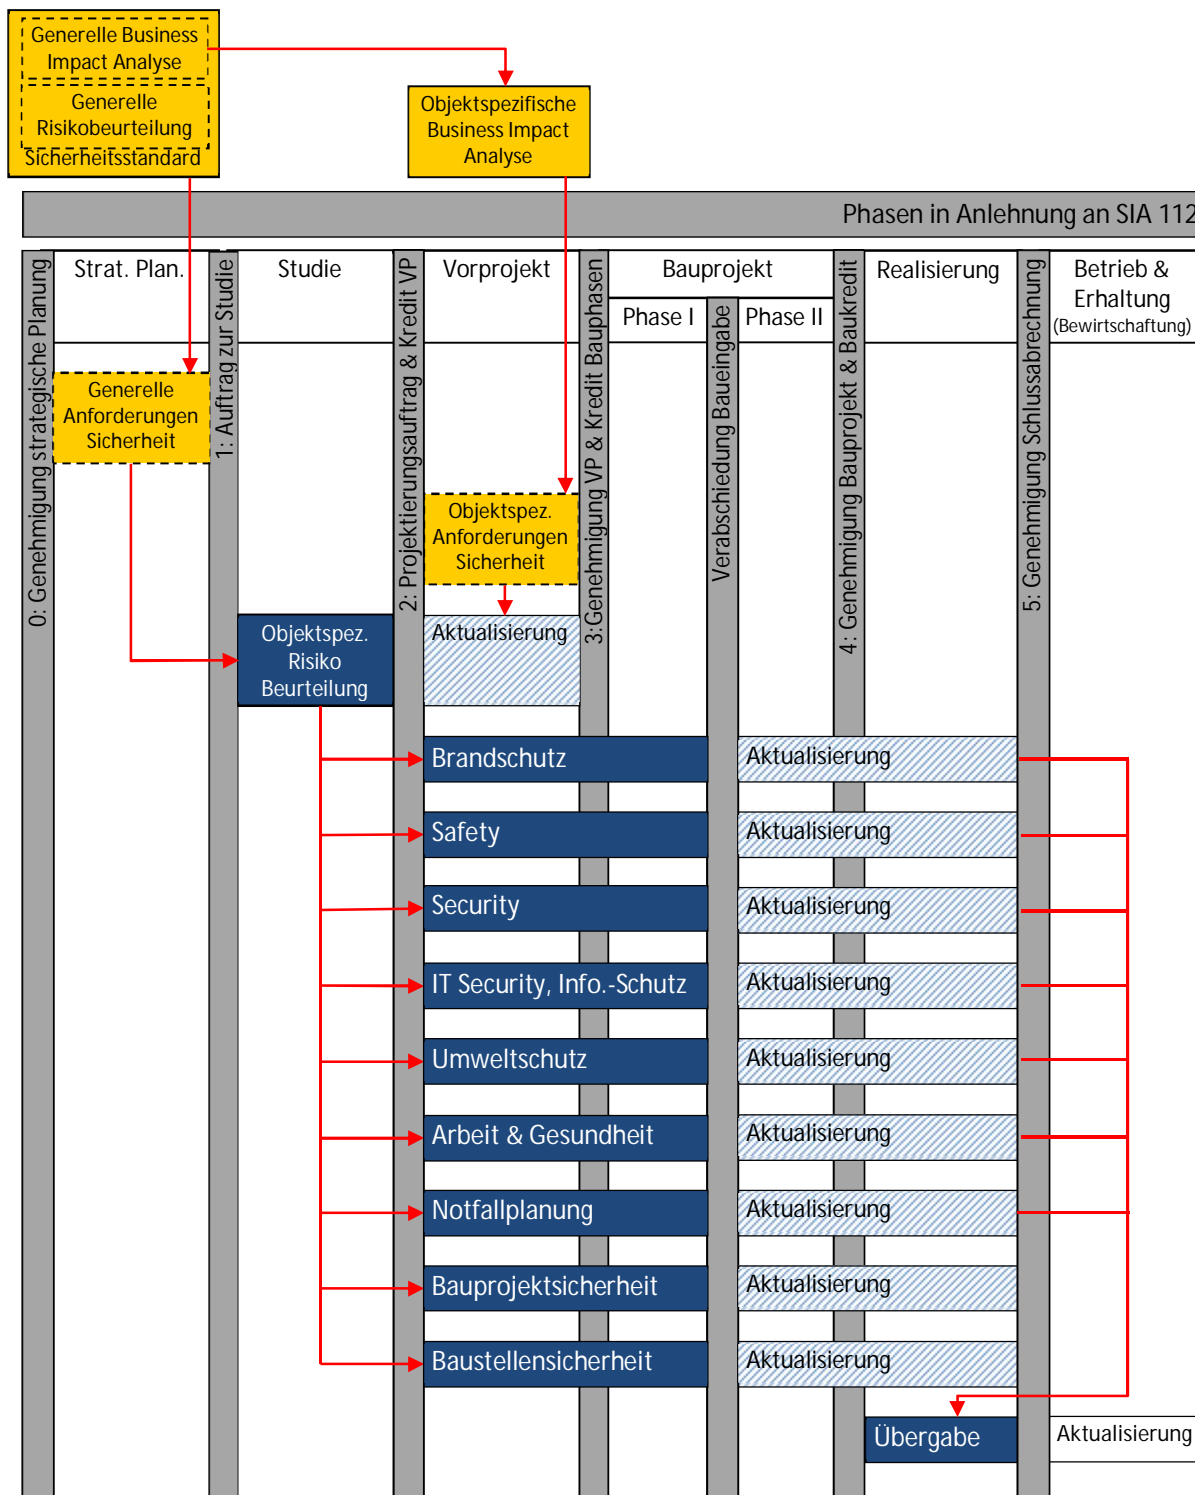 Generelle Business
Impact Analyse
Generelle
Risikobeurteilung
Sicherheitsstandard
Objektspezifische
Business Impact
Analyse
Phasen in Anlehnung an SIA 112
0: Genehmigung strategische Planung
Strat. Plan.
1: Auftrag zur Studie
Studie
2: Projektierungsauftrag & Kredit VP
Vorprojekt
3:Genehmigung VP & Kredit Bauphasen
Bauprojekt
Phase I
Verabschiedung Baueingabe
Phase II
4: Genehmigung Bauprojekt & Baukredit
Realisierung
5: Genehmigung Schlussabrechnung
Betrieb &
Erhaltung
(Bewirtschaftung)
Generelle
Anforderungen
Sicherheit
Objektspez.
Anforderungen
Sicherheit
Objektspez.
Risiko
Beurteilung
Aktualisierung
Brandschutz
Aktualisierung
Safety
Aktualisierung
Security
Aktualisierung
IT Security, Info.-Schutz
Aktualisierung
Umweltschutz
Aktualisierung
Arbeit & Gesundheit
Aktualisierung
Notfallplanung
Aktualisierung
Bauprojektsicherheit
Aktualisierung
Baustellensicherheit
Aktualisierung
Übergabe
Aktualisierung